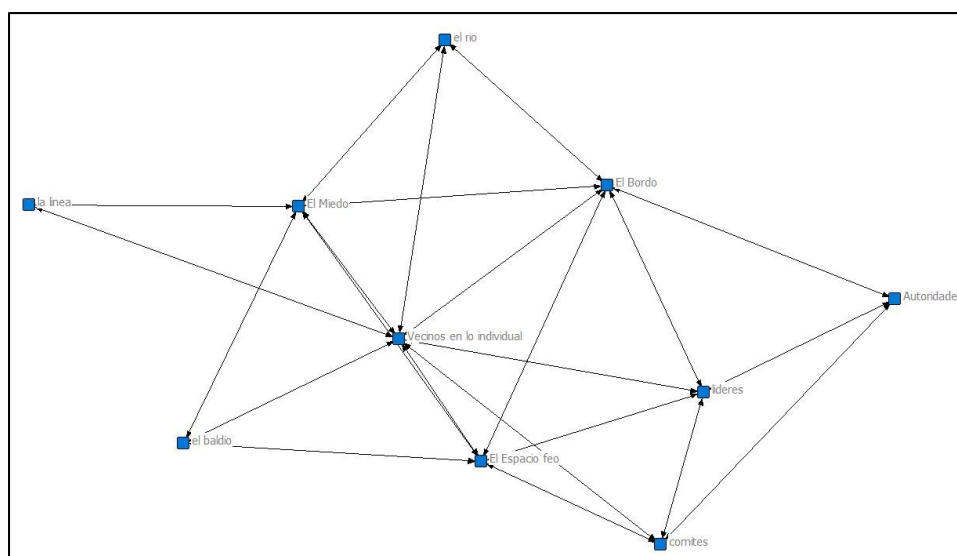 el rio
El Bordo
la linea
El Miedo
Autoridade
Vecinos en lo individual
lideres
el baldio
El Espacio feo
comites